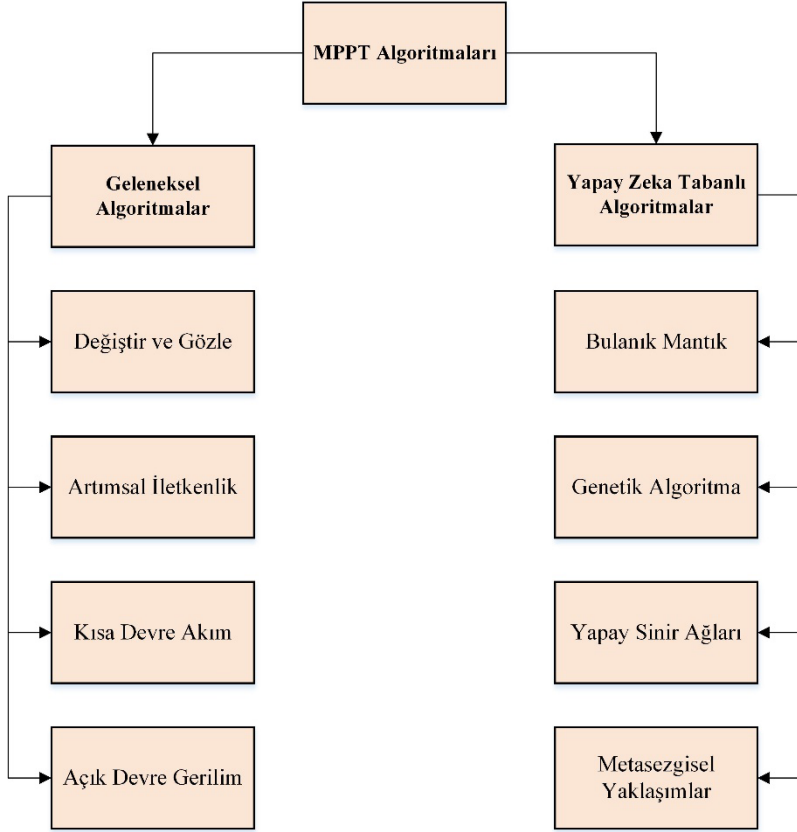 MPPT Algoritmaları
Geleneksel
Algoritmalar
Değiştir ve Gözle
Artımsal İletkenlik
Kısa Devre Akım
Açık Devre Gerilim
Yapay Zeka Tabanlı
Algoritmalar
Bulanık Mantık
Genetik Algoritma
Yapay Sinir Ağları
Metasezgisel
Yaklaşımlar